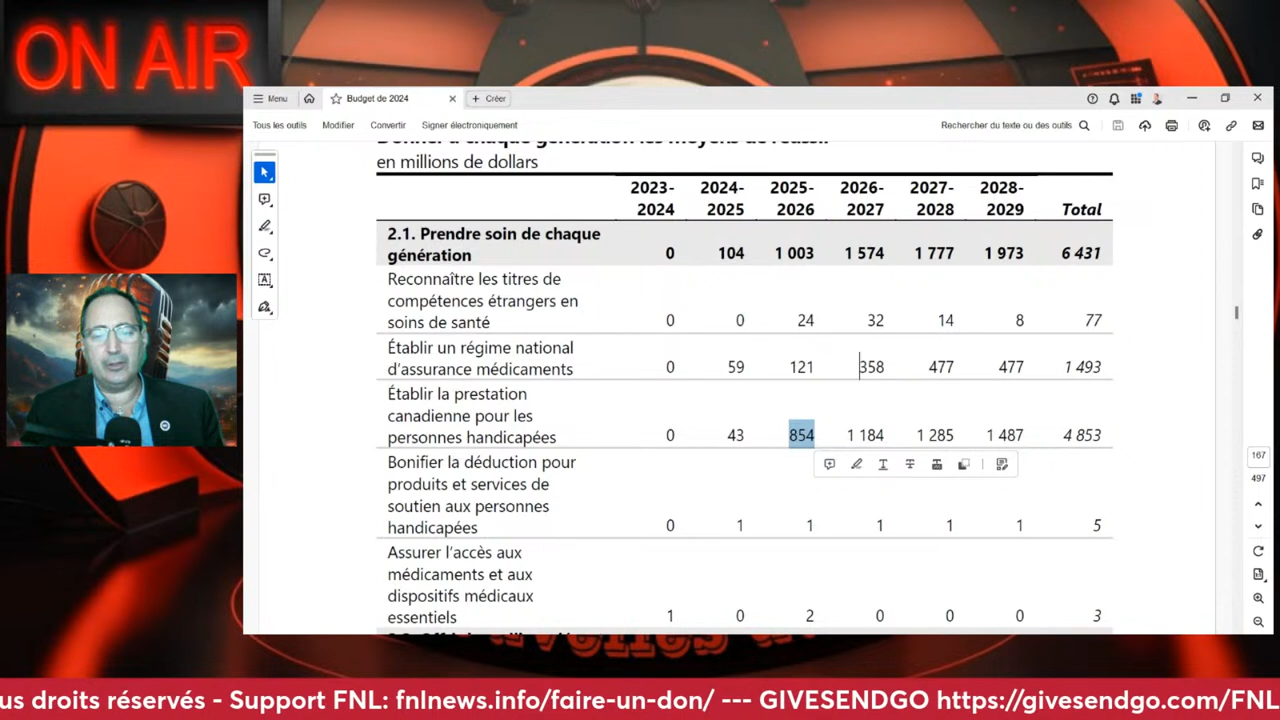 ON AIR
Menu
Budget de 2024
Créer
Tous les outils
Modifier
Convertir
Signer électroniquement
Rechercher du texte ou des outils
Donner à chaque génération les moyens de réussir
en millions de dollars
2023-2024 2024-2025 2025-2026 2026-2027 2027-2028 2028-2029 Total
2.1. Prendre soin de chaque
génération 0 104 1 003 1 574 1 777 1 973 6 431
Reconnaître les titres de
compétences étrangers en
soins de santé 0 0 24 32 14 8 77
Établir un régime national
d’assurance médicaments 0 59 121 358 477 477 1 493
Établir la prestation
canadienne pour les
personnes handicapées 0 43 854 1 184 1 285 1 487 4 853
Bonifier la déduction pour
produits et services de
soutien aux personnes
handicapées 0 1 1 1 1 1 5
Assurer l’accès aux
médicaments et aux
dispositifs médicaux
essentiels 1 0 2 0 0 0 3
167
497
us droits réservés - Support FNL: fnlnews.info/faire-un-don/ --- GIVESENDGO https://givesendgo.com/FNL